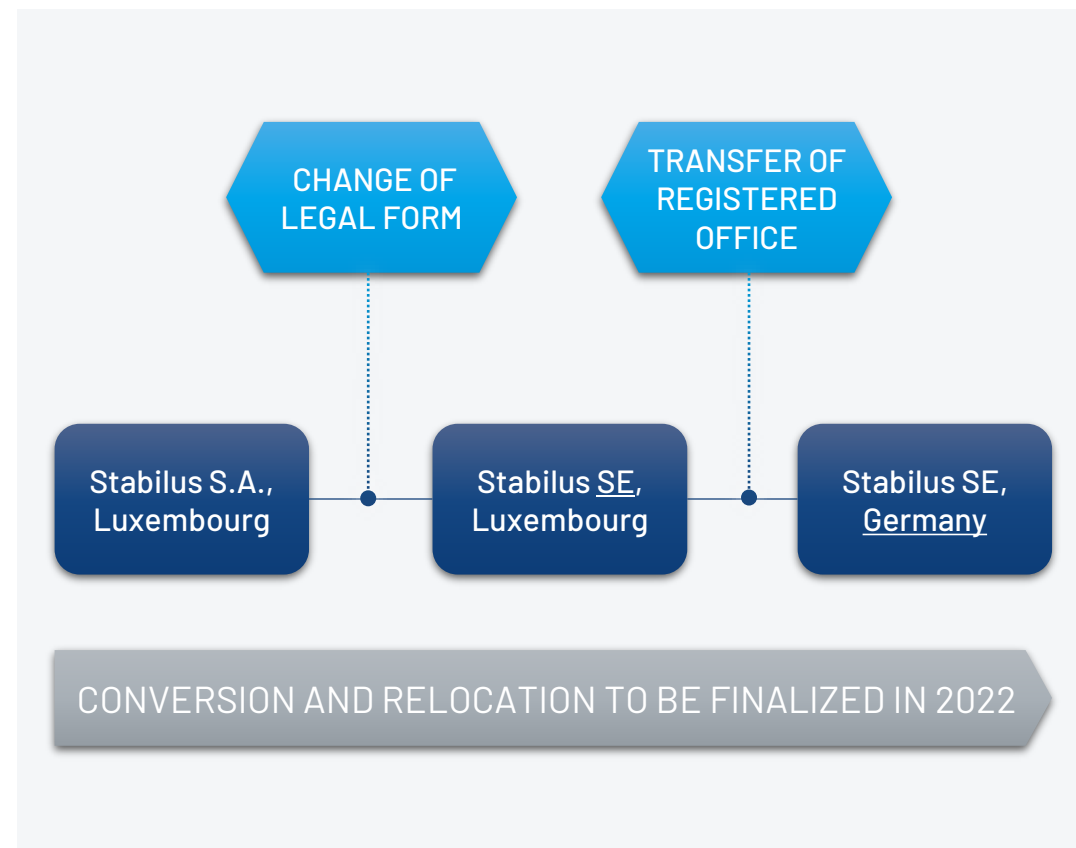 CHANGE OF
LEGAL FORM
TRANSFER OF
REGISTERED
OFFICE
Stabilus S.A.,
Luxembourg
Stabilus SE,
Luxembourg
Stabilus SE,
Germany
CONVERSION AND RELOCATION TO BE FINALIZED IN 2022